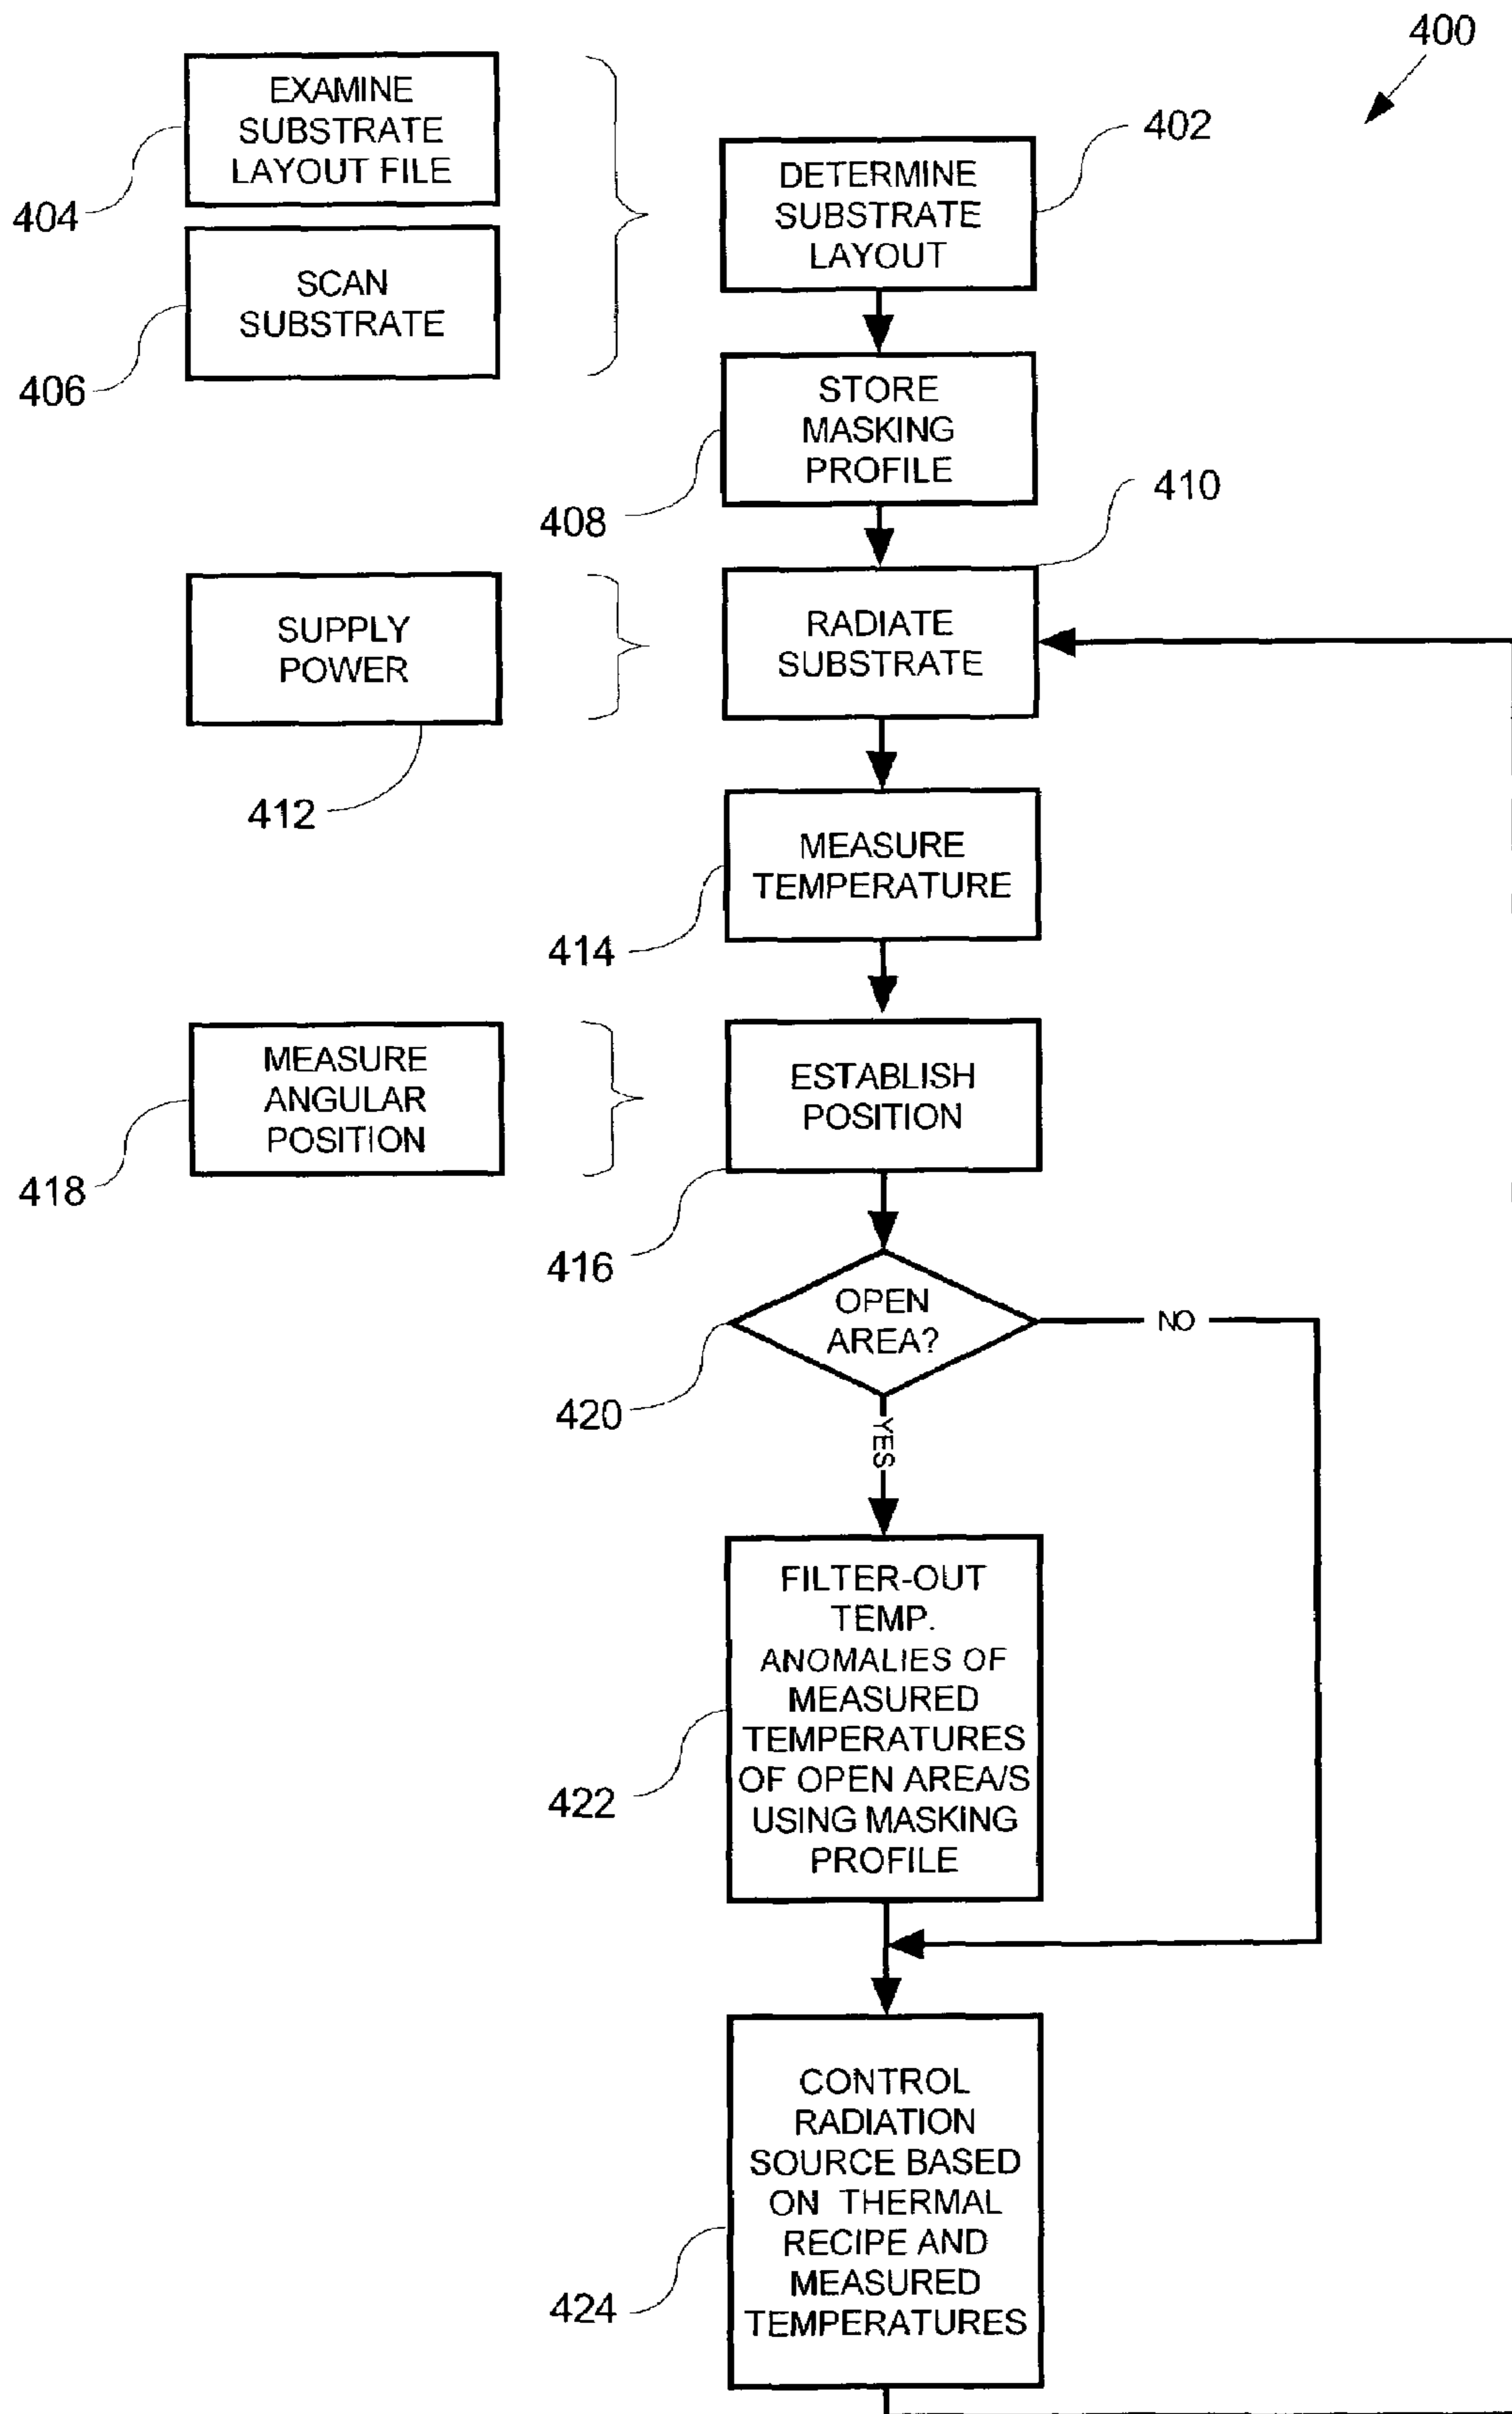 400
EXAMINE
SUBSTRATE
LAYOUT FILE
404
402
DETERMINE
SUBSTRATE
LAYOUT
SCAN
SUBSTRATE
406
STORE
MASKING
PROFILE
408
410
SUPPLY
POWER
412
RADIATE
SUBSTRATE
MEASURE
TEMPERATURE
414
MEASURE
ANGULAR
POSITION
418
ESTABLISH
POSITION
416
OPEN
AREA?
420
NO
YES
FILTER-OUT
TEMP.
ANOMALIES OF
MEASURED
TEMPERATURES
OF OPEN AREA/S
USING MASKING
PROFILE
422
CONTROL
RADIATION
SOURCE BASED
ON THERMAL
RECIPE AND
MEASURED
TEMPERATURES
424